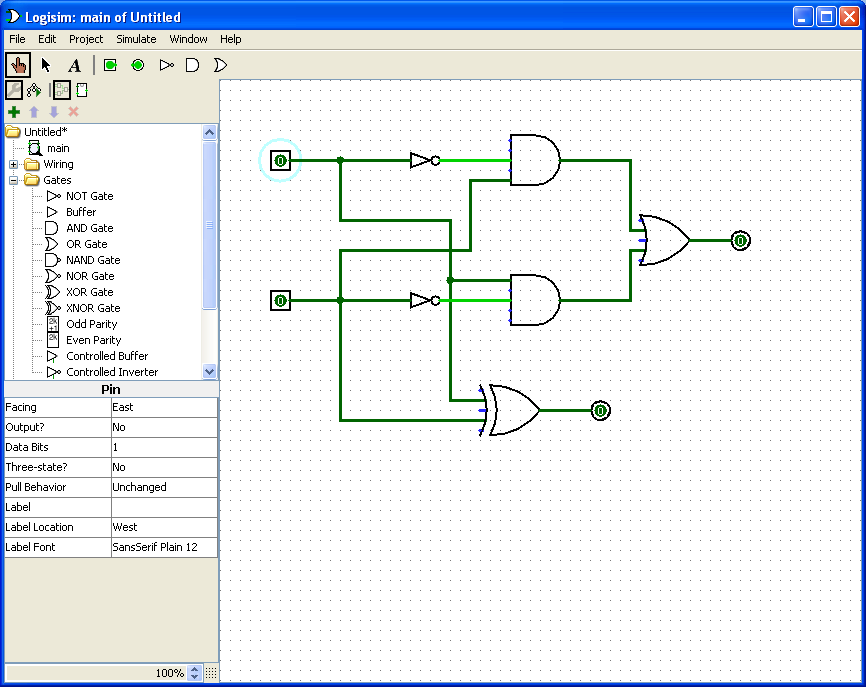 Logisim: main of Untitled
File Edit Project Simulate Window Help
A
Untitled*
main
Wiring
Gates
NOT Gate
Buffer
AND Gate
OR Gate
NAND Gate
NOR Gate
XOR Gate
XNOR Gate
2k+1 Odd Parity
2k Even Parity
Controlled Buffer
Controlled Inverter
Pin
Facing East
Output? No
Data Bits 1
Three-state? No
Pull Behavior Unchanged
Label
Label Location West
Label Font SansSerif Plain 12
100%
0
0
0
0